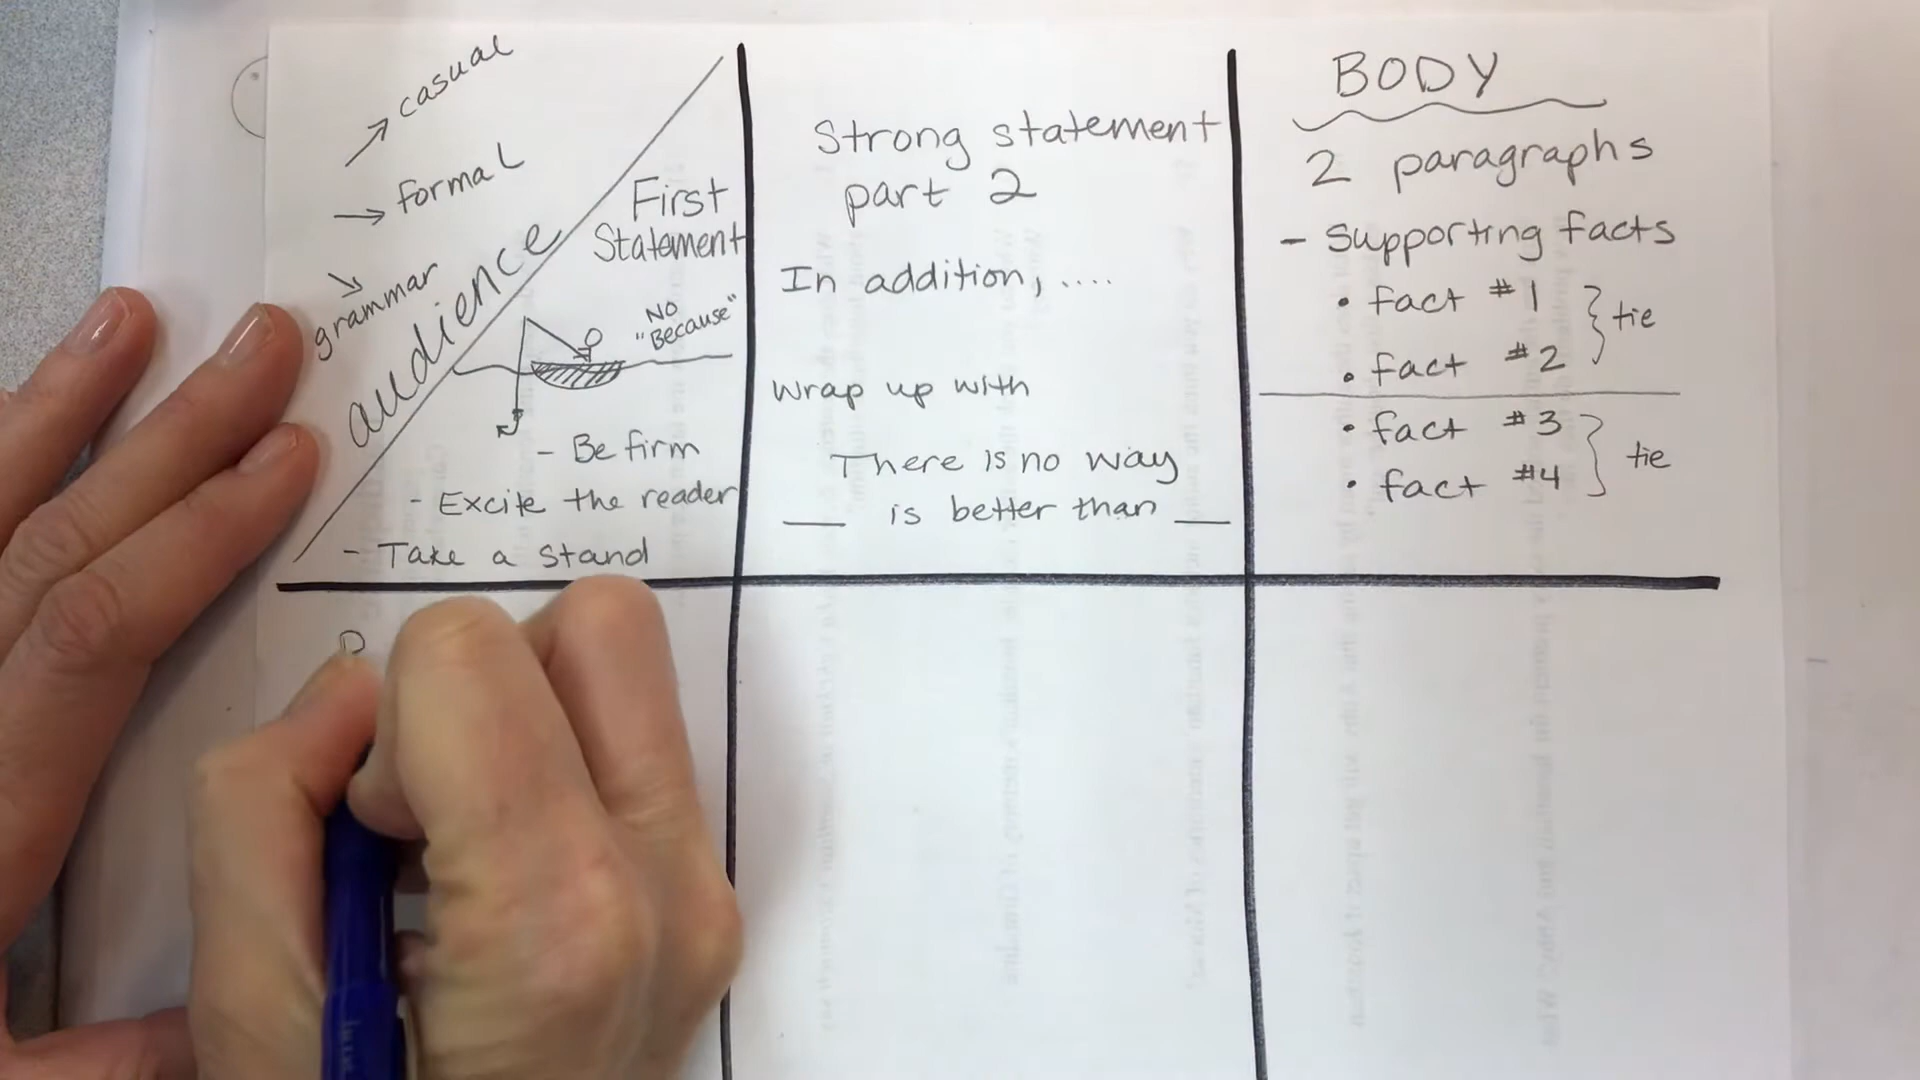 casual
formal
grammar
audience
First
Statement
NO
"Because"
- Be firm
- Excite the reader
- Take a stand
Strong statement
part 2
In addition, ....
wrap up with
There is no way
___ is better than ___
BODY
2 paragraphs
- Supporting facts
• fact #1
• fact #2
tie
• fact #3
• fact #4
tie